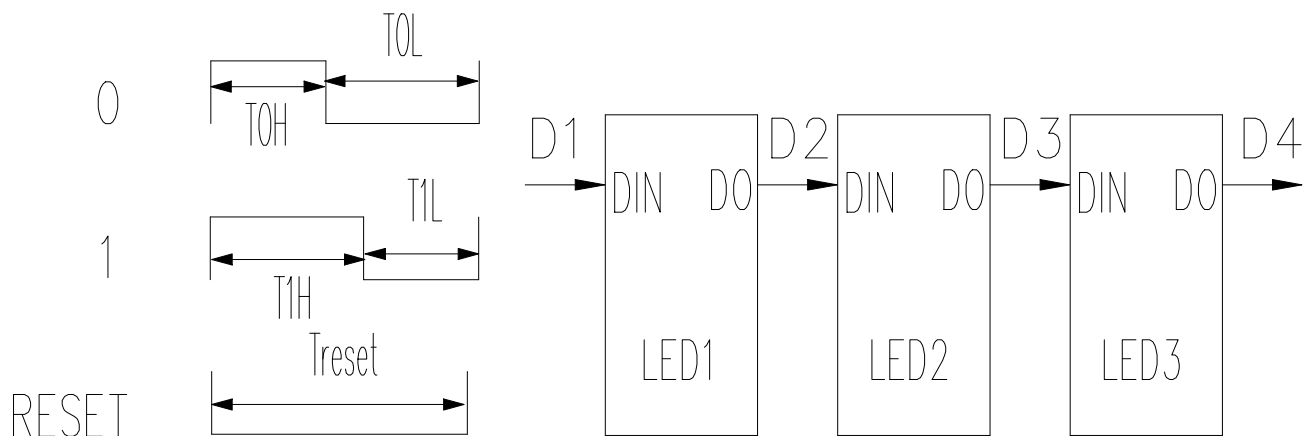 0
T0H
T0L
1
T1H
T1L
RESET
Treset
D1
DIN
DO
LED1
D2
DIN
DO
LED2
D3
DIN
DO
LED3
D4